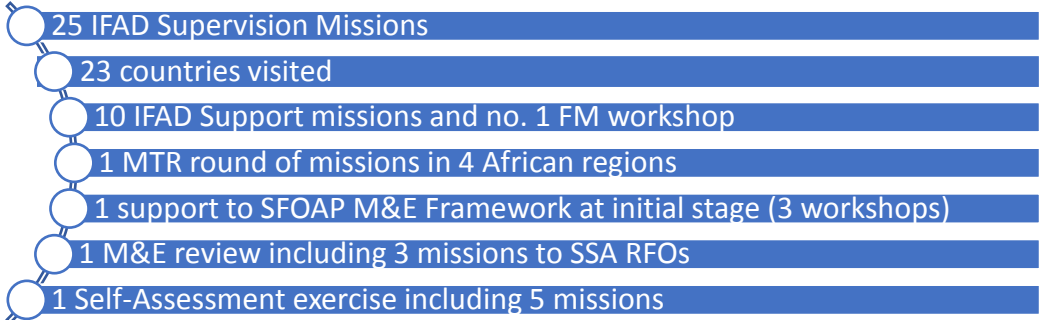 25 IFAD Supervision Missions
23 countries visited
10 IFAD Support missions and no. 1 FM workshop
1 MTR round of missions in 4 African regions
1 support to SFOAP M&E Framework at initial stage (3 workshops)
1 M&E review including 3 missions to SSA RFOs
1 Self-Assessment exercise including 5 missions